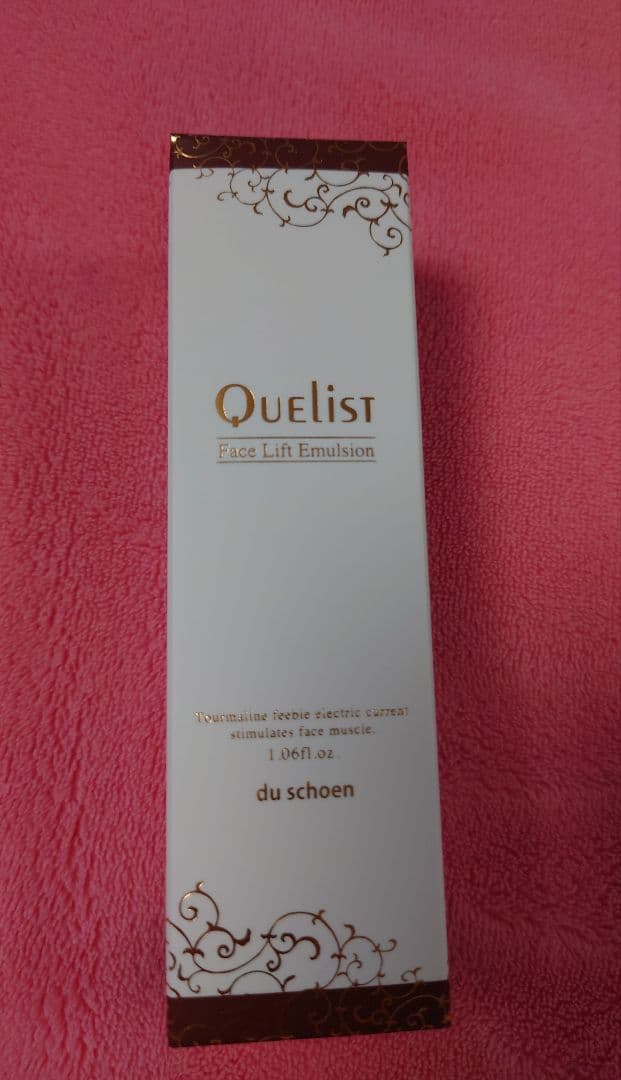 QUEliST
Face Lift Emulsion
Tourmaline feeble electric current
stimulates face muscle.
1.06fl.oz.
du schoen